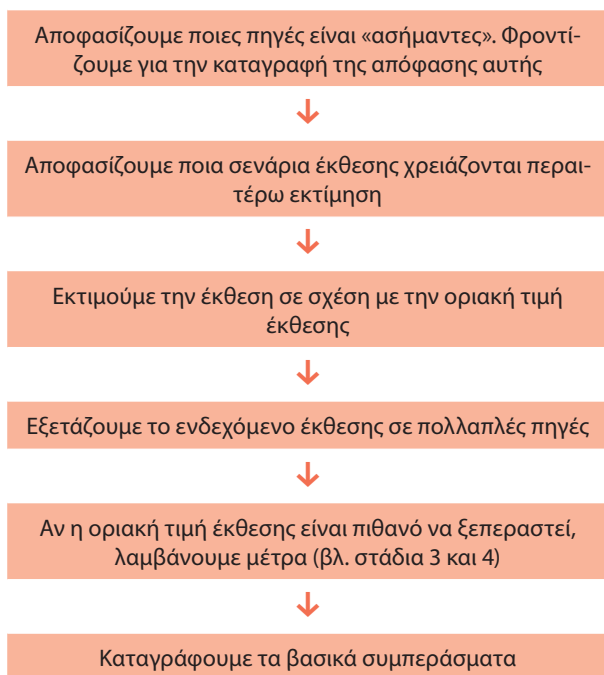 Αποφασίζουμε ποιες πηγές είναι «ασήμαντες». Φροντί-
ζουμε για την καταγραφή της απόφασης αυτής
Αποφασίζουμε ποια σενάρια έκθεσης χρειάζονται περαι-
τέρω εκτίμηση
Εκτιμούμε την έκθεση σε σχέση με την οριακή τιμή
έκθεσης
Εξετάζουμε το ενδεχόμενο έκθεσης σε πολλαπλές πηγές
Αν η οριακή τιμή έκθεσης είναι πιθανό να ξεπεραστεί,
λαμβάνουμε μέτρα (βλ. στάδια 3 και 4)
Καταγράφουμε τα βασικά συμπεράσματα